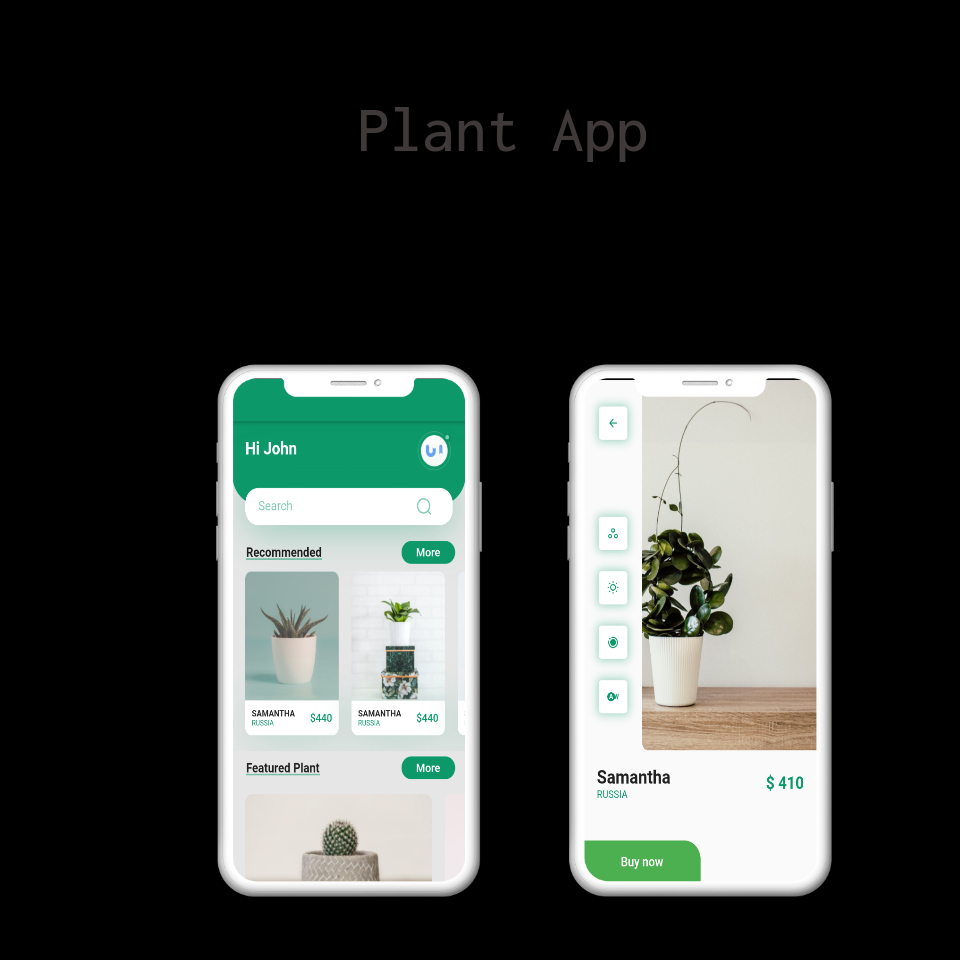 Plant App
Hi John
Search
Recommended
More
SAMANTHA
RUSSIA
$440
SAMANTHA
RUSSIA
$440
Featured Plant
More
Samantha
RUSSIA
$ 410
Buy now